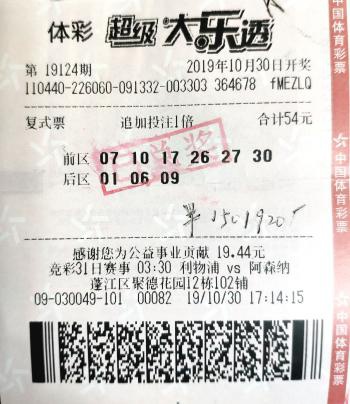 体彩 超级大乐透
第 19124期 2019年10月30日开奖
110440-226060-091332-003303 364678 fMEZLQ
复式票 追加投注1倍 合计54元
前区 07 10 17 26 27 30
后区 01 06 09
感谢您为公益事业贡献 19.44元
竞彩31日赛事 03:30 利物浦 vs 阿森纳
蓬江区聚德花园12栋102铺
09-030049-101 00082 19/10/30 17:14:15
中国体育彩票
中国体育彩票